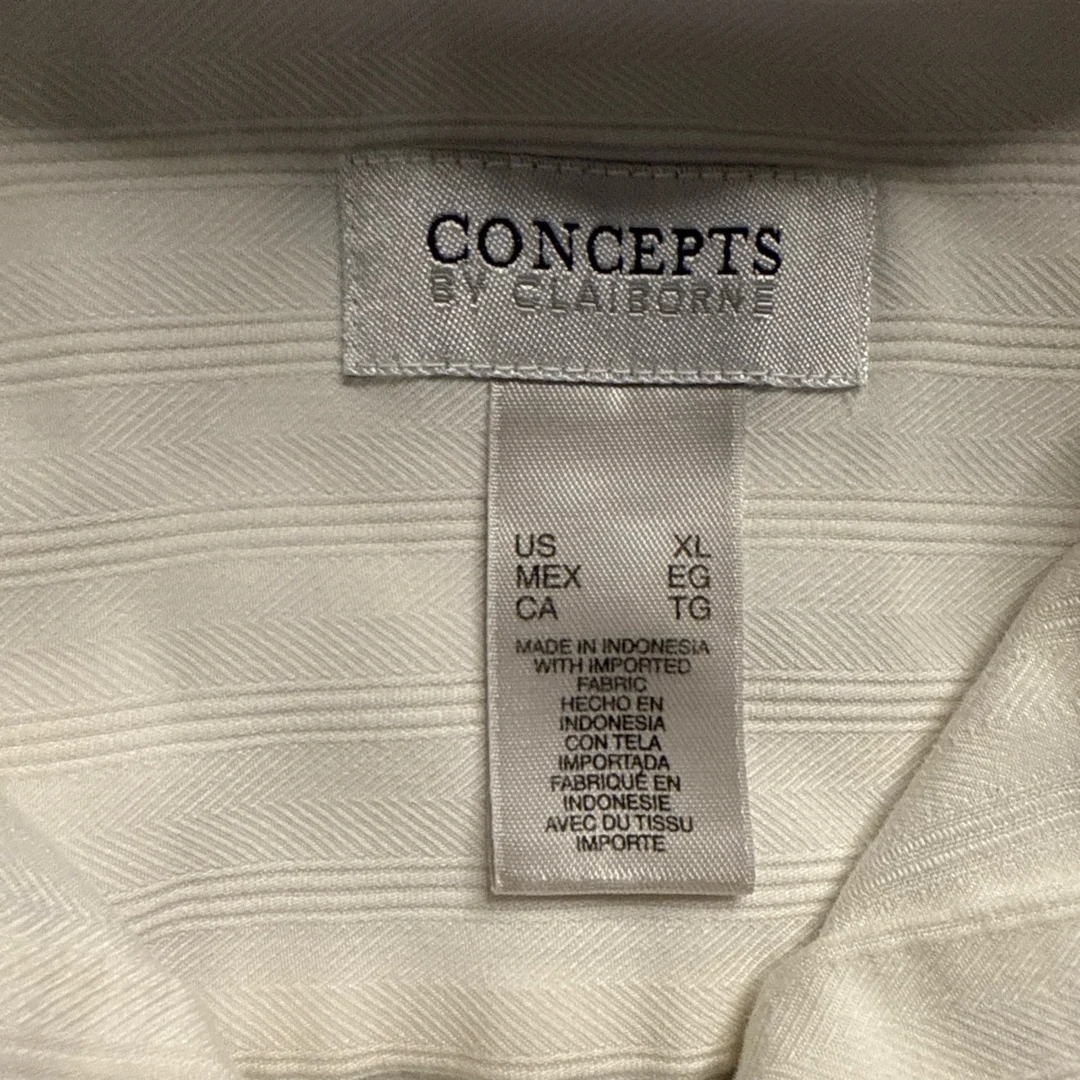 CONCEPTS
BY CLAIBORNE
US XL
MEX EG
CA TG
MADE IN INDONESIA
WITH IMPORTED
FABRIC
HECHO EN
INDONESIA
CON TELA
IMPORTADA
FABRIQUÉ EN
INDONESIE
AVEC DU TISSU
IMPORTE